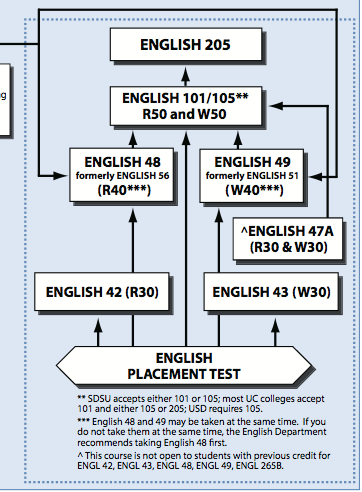 ENGLISH 205
ENGLISH 101/105**
R50 and W50
ENGLISH 48
formerly ENGLISH 56
(R40***)
ENGLISH 49
formerly ENGLISH 51
(W40***)
^ENGLISH 47A
(R30 & W30)
ENGLISH 42 (R30)
ENGLISH 43 (W30)
ENGLISH
PLACEMENT TEST
** SDSU accepts either 101 or 105; most UC colleges accept
101 and either 105 or 205; USD requires 105.
*** English 48 and 49 may be taken at the same time. If you
do not take them at the same time, the English Department
recommends taking English 48 first.
^ This course is not open to students with previous credit for
ENGL 42, ENGL 43, ENGL 48, ENGL 49, ENGL 265B.